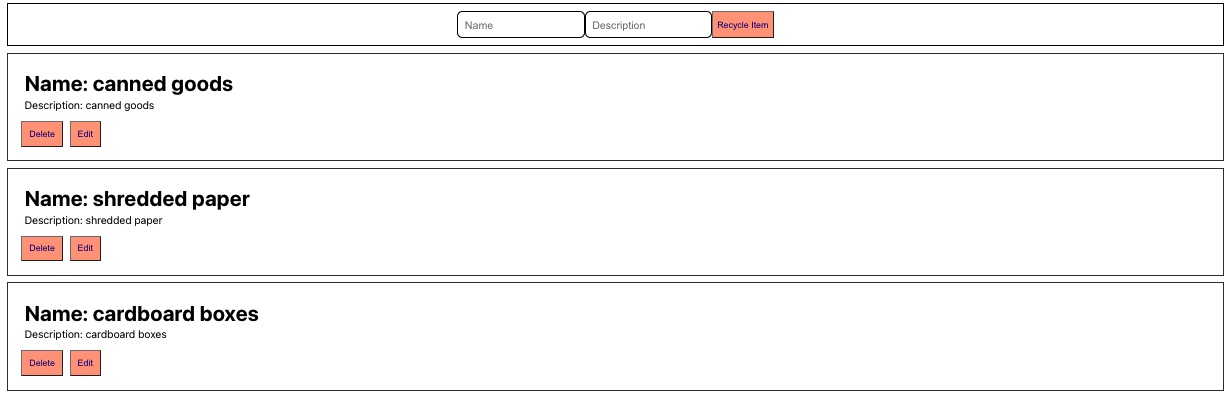 Name Description Recycle Item
Name: canned goods
Description: canned goods
Delete Edit
Name: shredded paper
Description: shredded paper
Delete Edit
Name: cardboard boxes
Description: cardboard boxes
Delete Edit